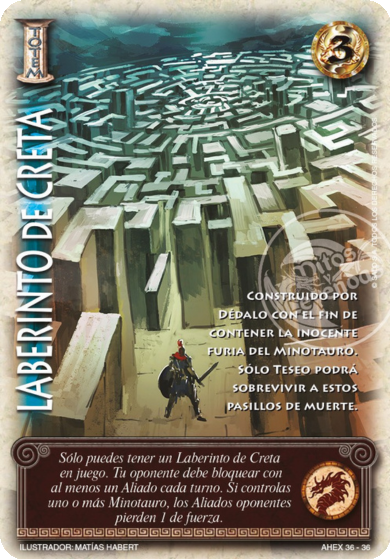 TOTEM
3
LABERINTO DE CRETA
CONSTRUIDO POR
DÉDALO CON EL FIN DE
CONTENER LA INOCENTE
FURIA DEL MINOTAURO.
SÓLO TESEO PODRÁ
SOBREVIVIR A ESTOS
PASILLOS DE MUERTE.
Sólo puedes tener un Laberinto de Creta
en juego. Tu oponente debe bloquear con
al menos un Aliado cada turno. Si controlas
uno o más Minotauro, los Aliados oponentes
pierden 1 de fuerza.
ILUSTRADOR: MATÍAS HABERT
AHEX 36 - 36